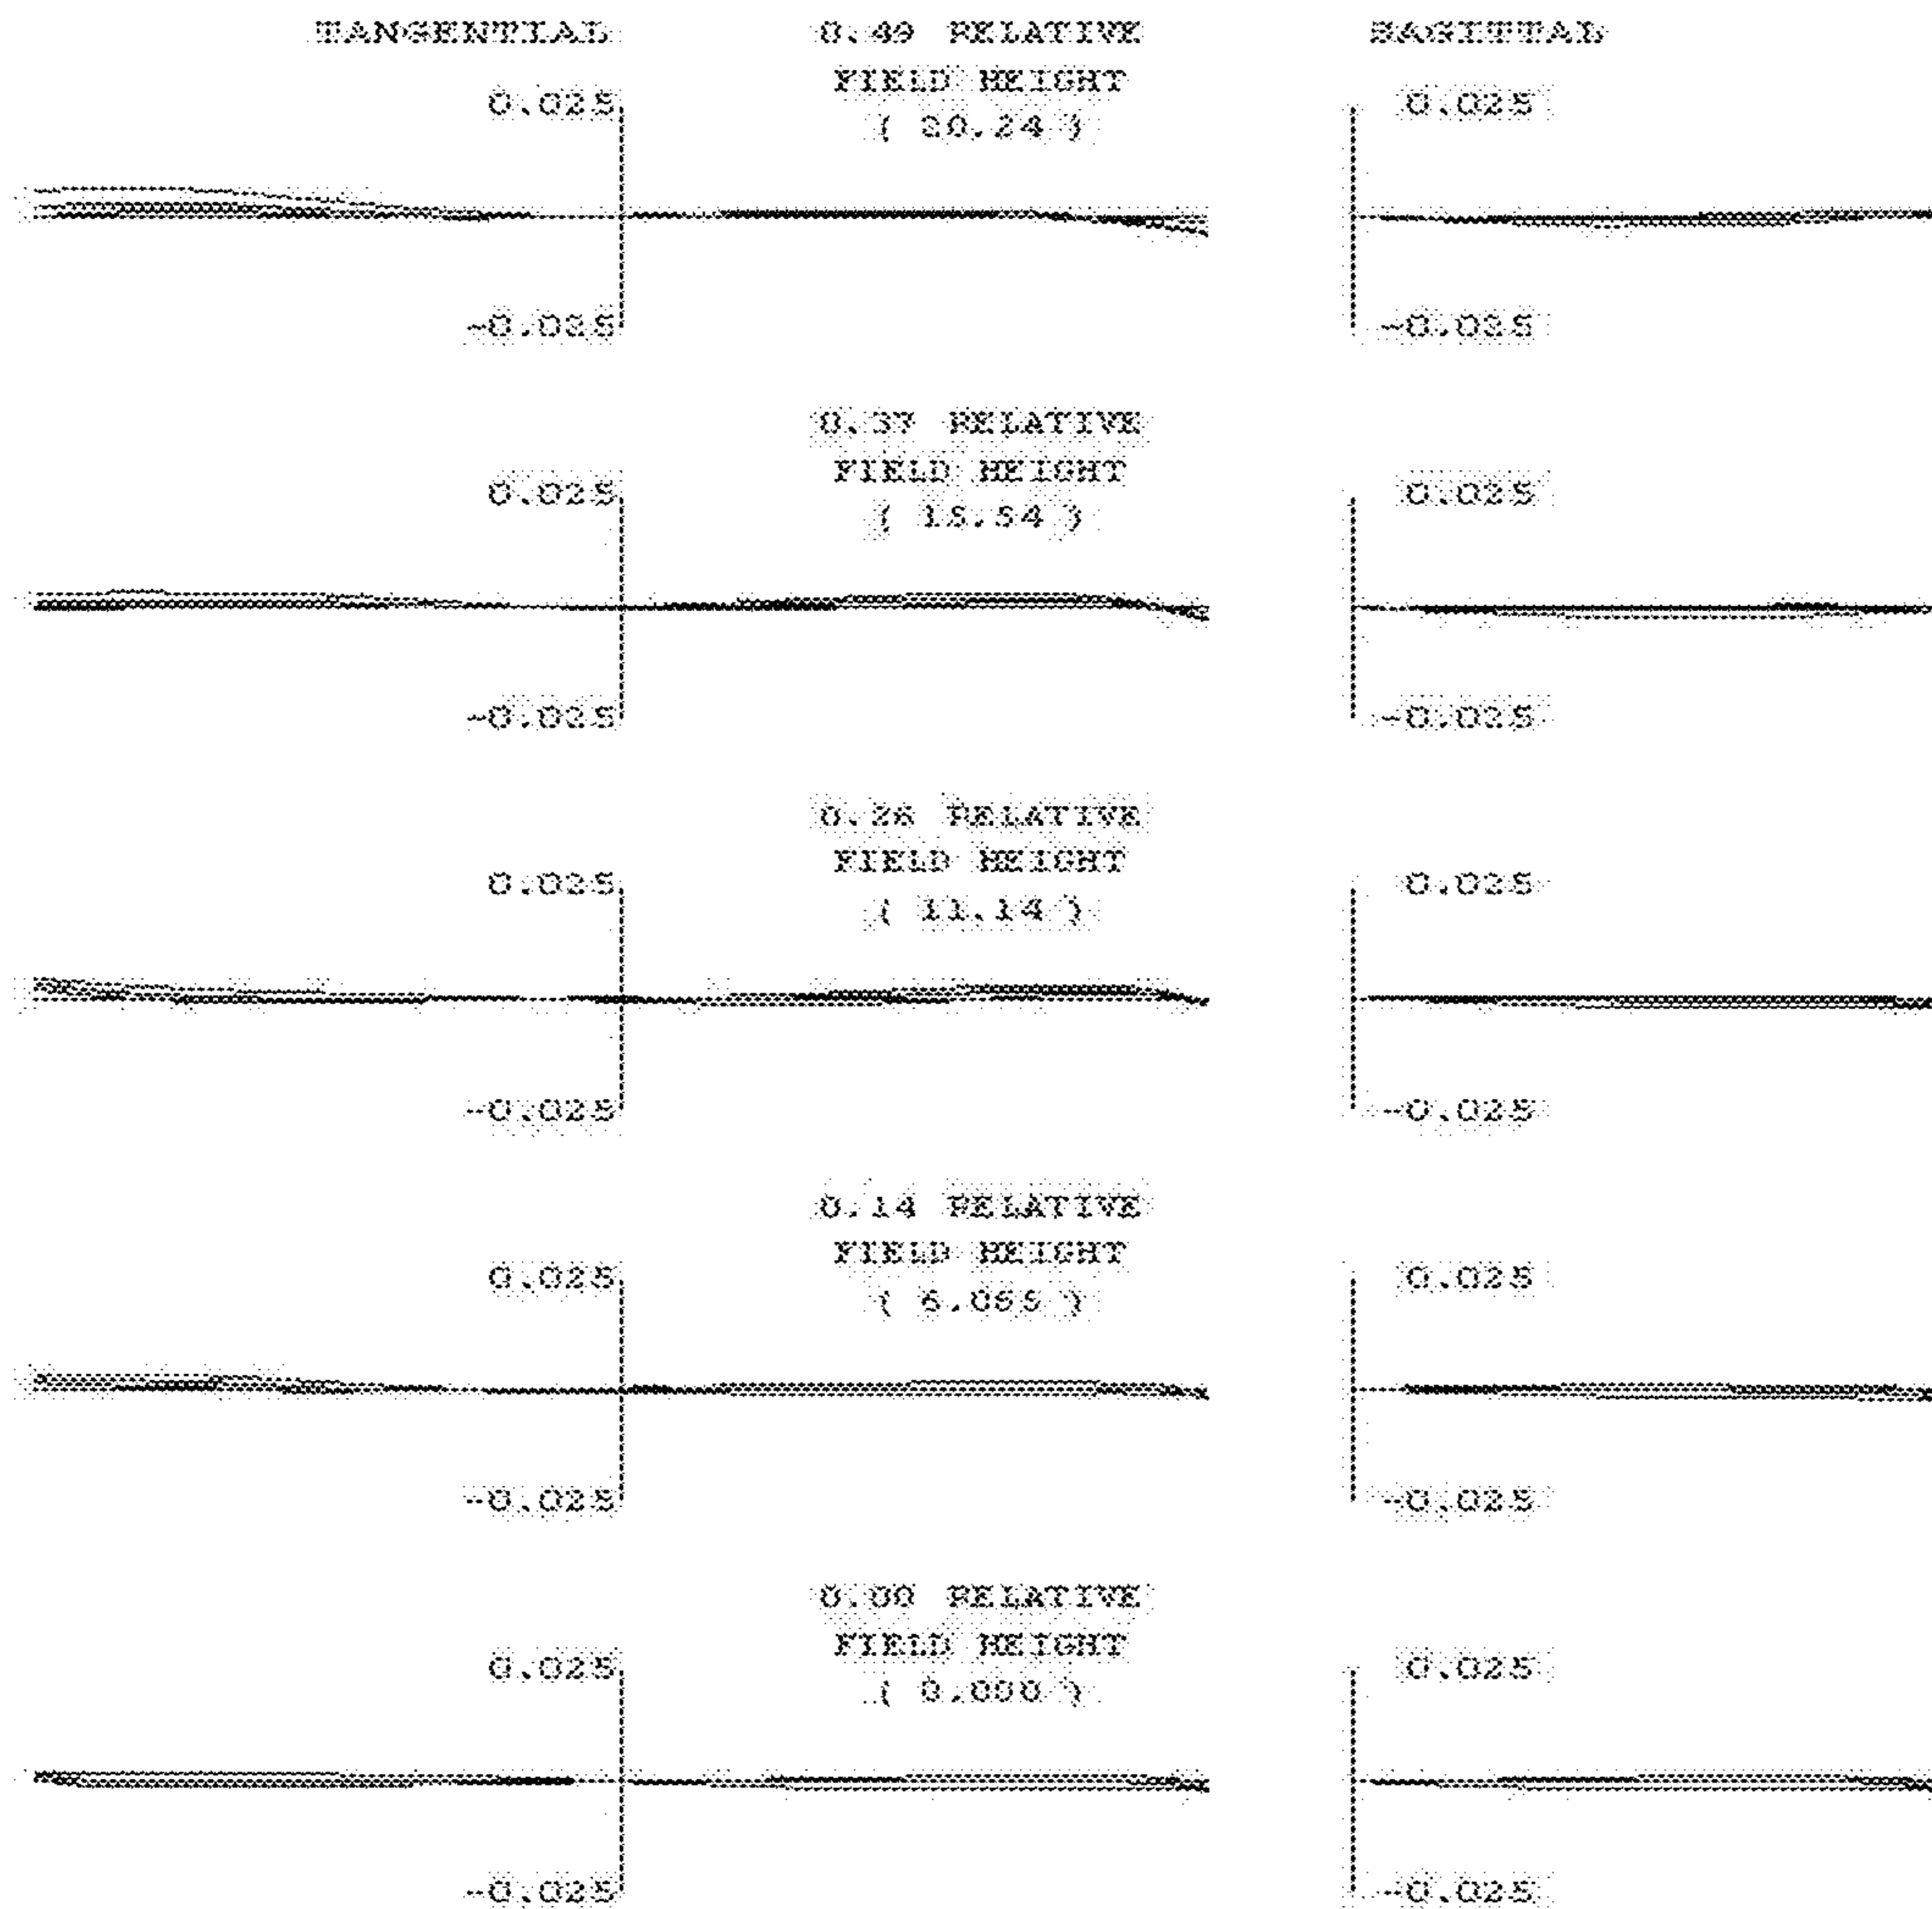 TANGENTIAL 0.49 RELATIVE SAGITTAL
FIELD HEIGHT
0.025 0.025
( 20.24 )
-0.025 -0.025
0.37 RELATIVE
FIELD HEIGHT
0.025 0.025
( 15.54 )
-0.025 -0.025
0.26 RELATIVE
FIELD HEIGHT
0.025 0.025
( 11.14 )
-0.025 -0.025
0.14 RELATIVE
FIELD HEIGHT
0.025 0.025
-0.025 -0.025
0.00 RELATIVE
FIELD HEIGHT
0.025 0.025
( 0.000 )
-0.025 -0.025